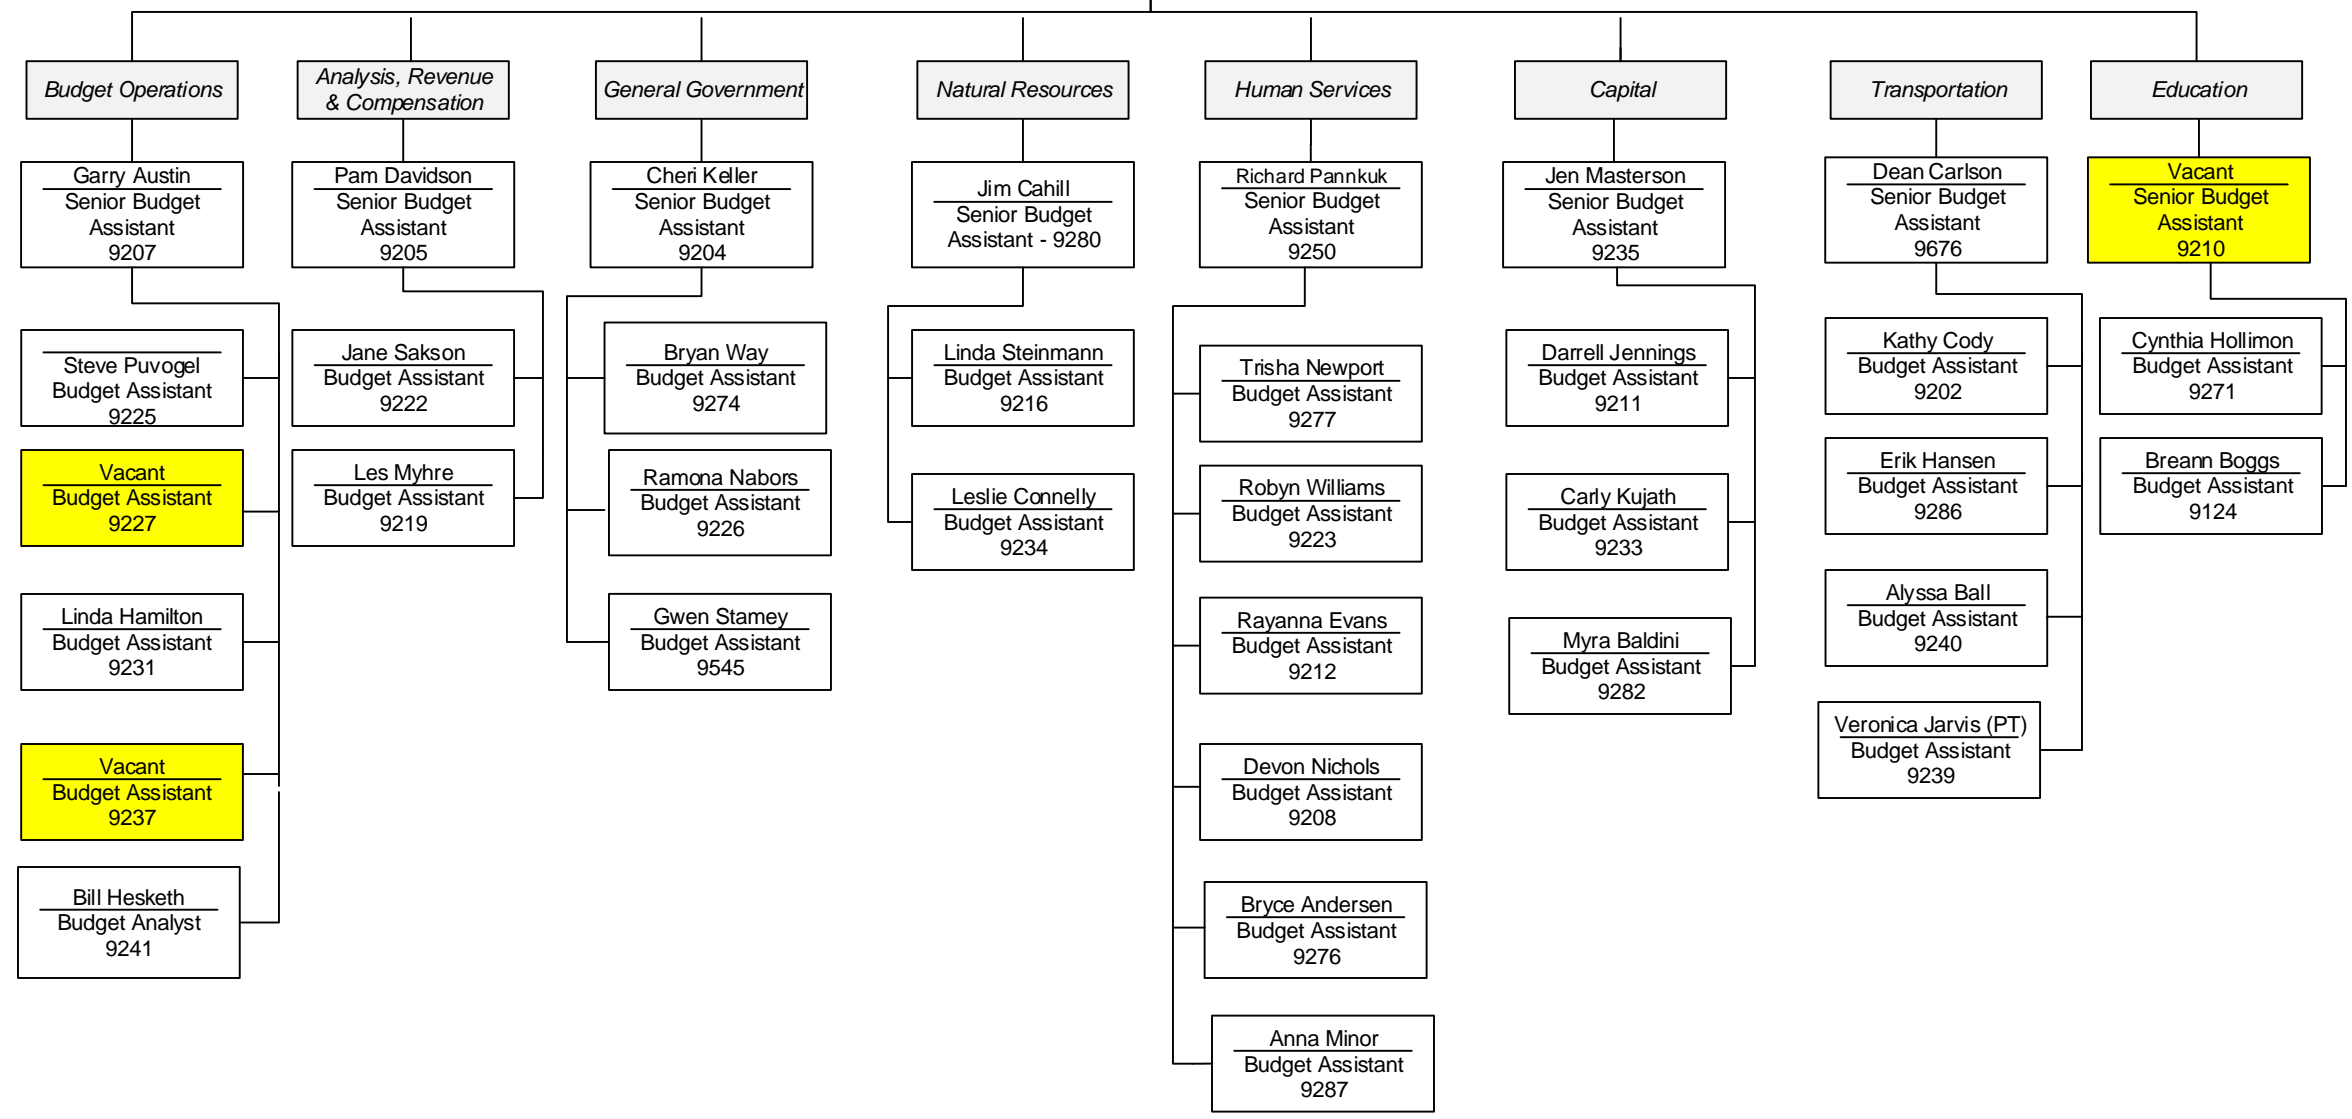 Budget Operations
Analysis, Revenue
& Compensation
General Government
Natural Resources
Human Services
Capital
Transportation
Education
Garry Austin
Senior Budget
Assistant
9207
Pam Davidson
Senior Budget
Assistant
9205
Cheri Keller
Senior Budget
Assistant
9204
Jim Cahill
Senior Budget
Assistant - 9280
Richard Pannkuk
Senior Budget
Assistant
9250
Jen Masterson
Senior Budget
Assistant
9235
Dean Carlson
Senior Budget
Assistant
9676
Vacant
Senior Budget
Assistant
9210
Steve Puvogel
Budget Assistant
9225
Vacant
Budget Assistant
9227
Linda Hamilton
Budget Assistant
9231
Vacant
Budget Assistant
9237
Bill Hesketh
Budget Analyst
9241
Jane Sakson
Budget Assistant
9222
Les Myhre
Budget Assistant
9219
Bryan Way
Budget Assistant
9274
Ramona Nabors
Budget Assistant
9226
Gwen Stamey
Budget Assistant
9545
Linda Steinmann
Budget Assistant
9216
Leslie Connelly
Budget Assistant
9234
Trisha Newport
Budget Assistant
9277
Robyn Williams
Budget Assistant
9223
Rayanna Evans
Budget Assistant
9212
Devon Nichols
Budget Assistant
9208
Bryce Andersen
Budget Assistant
9276
Anna Minor
Budget Assistant
9287
Darrell Jennings
Budget Assistant
9211
Carly Kujath
Budget Assistant
9233
Myra Baldini
Budget Assistant
9282
Kathy Cody
Budget Assistant
9202
Erik Hansen
Budget Assistant
9286
Alyssa Ball
Budget Assistant
9240
Veronica Jarvis (PT)
Budget Assistant
9239
Cynthia Hollimon
Budget Assistant
9271
Breann Boggs
Budget Assistant
9124